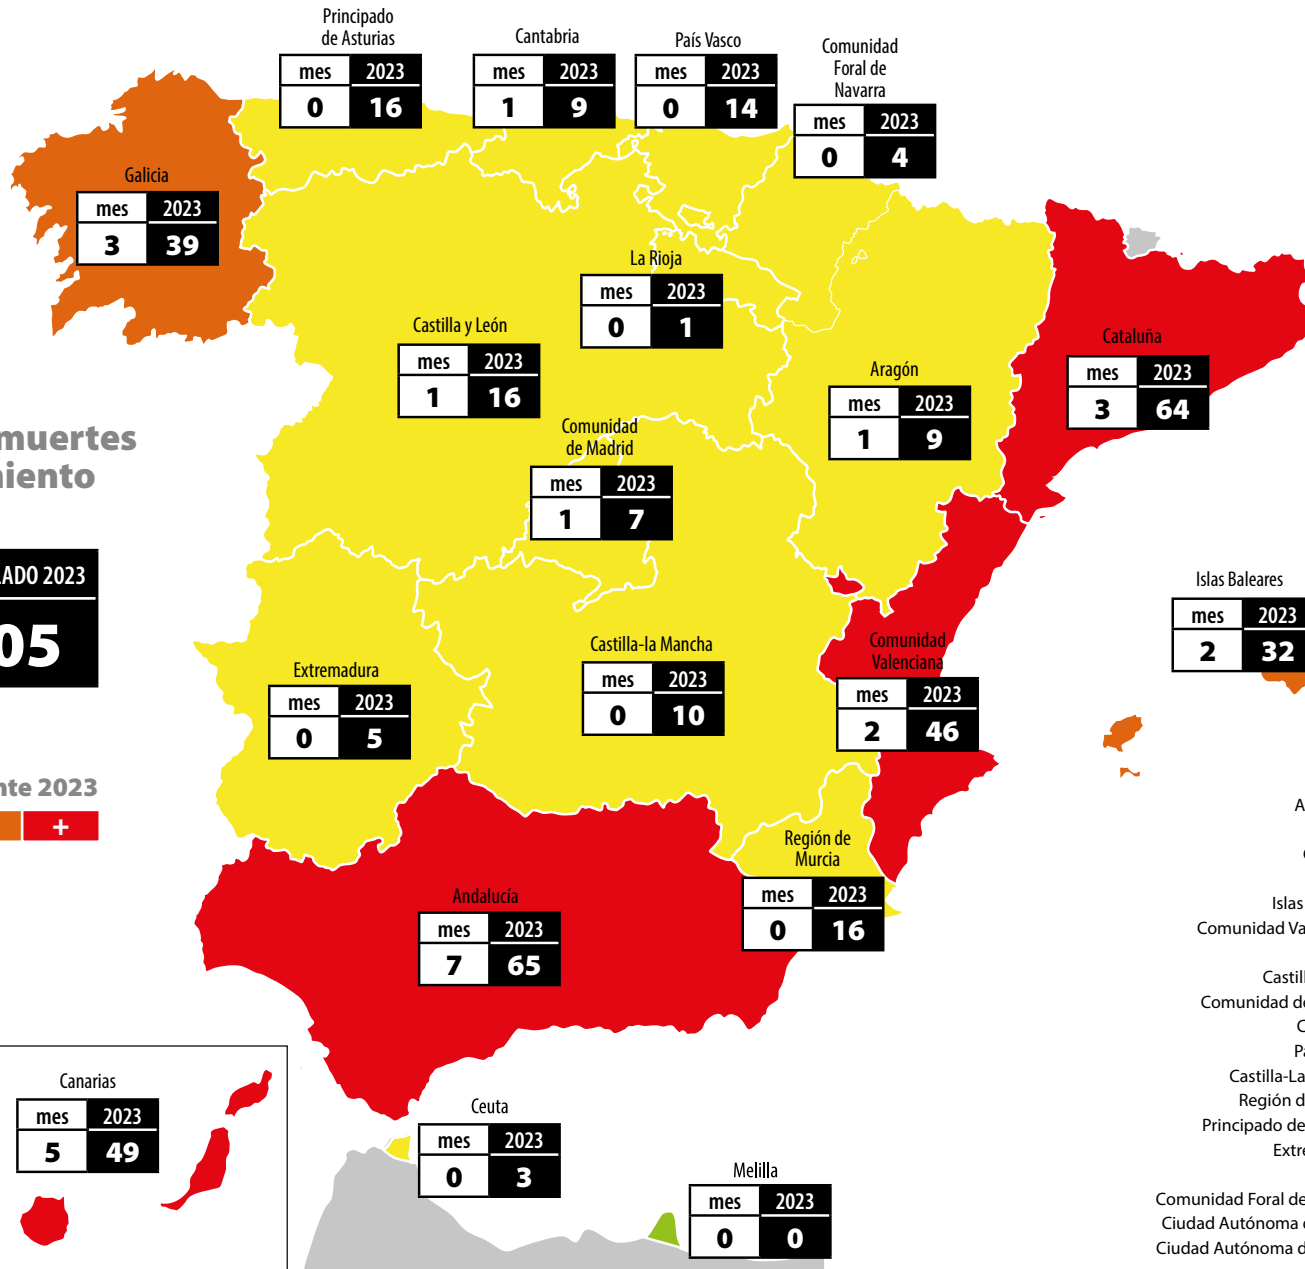 Principado
de Asturias
mes 2023
0 16
Cantabria
mes 2023
1 9
País Vasco
mes 2023
0 14
Comunidad
Foral de
Navarra
mes 2023
0 4
Galicia
mes 2023
3 39
La Rioja
mes 2023
0 1
Castilla y León
mes 2023
1 16
Cataluña
mes 2023
3 64
Aragón
mes 2023
1 9
Comunidad
de Madrid
mes 2023
1 7
muertes
iento
LADO 2023
05
Islas Baleares
mes 2023
2 32
Castilla-la Mancha
mes 2023
0 10
Comunidad
Valenciana
mes 2023
2 46
Extremadura
mes 2023
0 5
nte 2023
+
Región de
Murcia
mes 2023
0 16
Andalucía
mes 2023
7 65
Canarias
mes 2023
5 49
Ceuta
mes 2023
0 3
Melilla
mes 2023
0 0
A
Islas
Comunidad Va
Castill
Comunidad de
C
Pa
Castilla-La
Región d
Principado de
Extre
Comunidad Foral de
Ciudad Autónoma
Ciudad Autónoma d